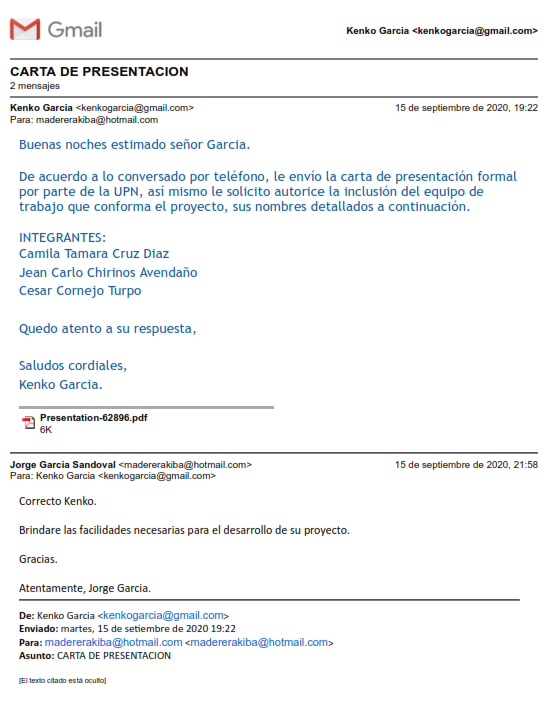 Gmail
Kenko Garcia <kenkogarcia@gmail.com>
CARTA DE PRESENTACION
2 mensajes
Kenko Garcia <kenkogarcia@gmail.com> 15 de septiembre de 2020, 19:22
Para: madererakiba@hotmail.com
Buenas noches estimado señor Garcia.
De acuerdo a lo conversado por teléfono, le envío la carta de presentación formal
por parte de la UPN, así mismo le solicito autorice la inclusión del equipo de
trabajo que conforma el proyecto, sus nombres detallados a continuación.
INTEGRANTES:
Camila Tamara Cruz Diaz
Jean Carlo Chirinos Avendaño
Cesar Cornejo Turpo
Quedo atento a su respuesta,
Saludos cordiales,
Kenko Garcia.
Presentation-62896.pdf
6K
Jorge Garcia Sandoval <madererakiba@hotmail.com> 15 de septiembre de 2020, 21:58
Para: Kenko Garcia <kenkogarcia@gmail.com>
Correcto Kenko.
Brindare las facilidades necesarias para el desarrollo de su proyecto.
Gracias.
Atentamente, Jorge Garcia.
De: Kenko Garcia <kenkogarcia@gmail.com>
Enviado: martes, 15 de setiembre de 2020 19:22
Para: madererakiba@hotmail.com <madererakiba@hotmail.com>
Asunto: CARTA DE PRESENTACION
[El texto citado está oculto]